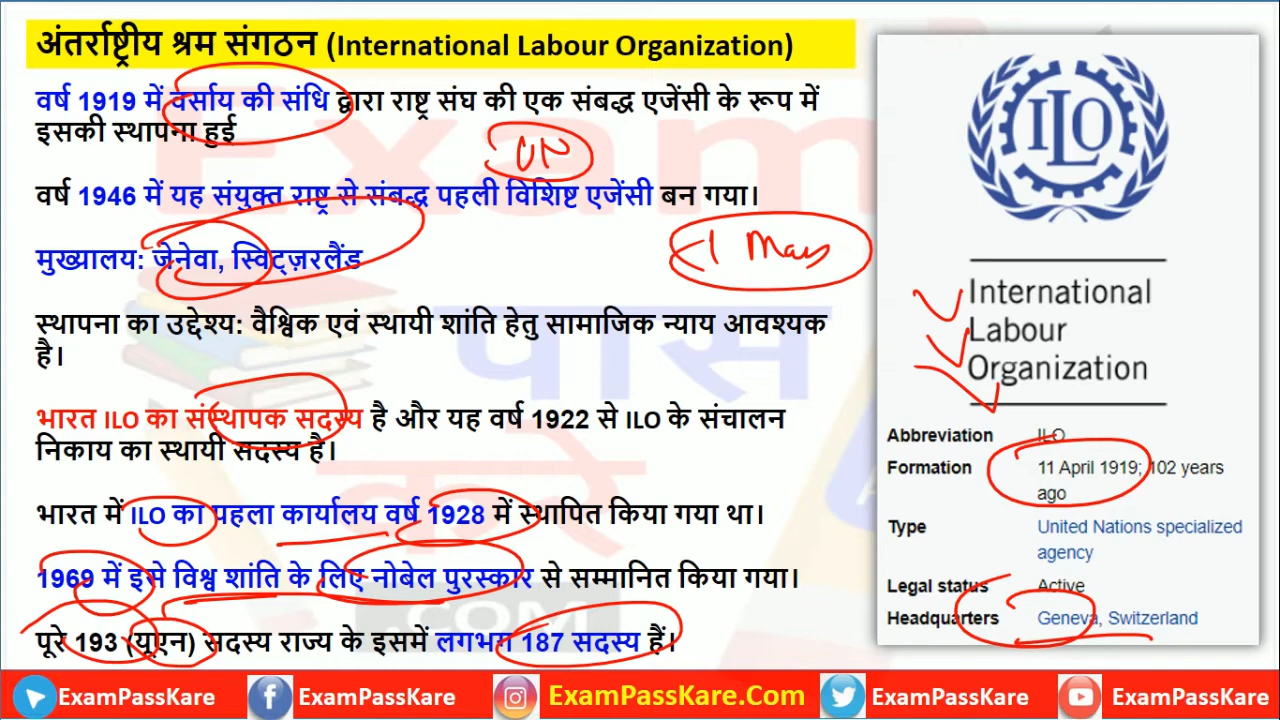 अंतर्राष्ट्रीय श्रम संगठन (International Labour Organization)
वर्ष 1919 में वर्साय की संधि द्वारा राष्ट्र संघ की एक संबद्ध एजेंसी के रूप में
इसकी स्थापना हुई
UN
वर्ष 1946 में यह संयुक्त राष्ट्र से संबद्ध पहली विशिष्ट एजेंसी बन गया।
मुख्यालय: जेनेवा, स्विट्ज़रलैंड
1 May
स्थापना का उद्देश्य: वैश्विक एवं स्थायी शांति हेतु सामाजिक न्याय आवश्यक
है।
भारत ILO का संस्थापक सदस्य है और यह वर्ष 1922 से ILO के संचालन
निकाय का स्थायी सदस्य है।
भारत में ILO का पहला कार्यालय वर्ष 1928 में स्थापित किया गया था।
1969 में इसे विश्व शांति के लिए नोबेल पुरस्कार से सम्मानित किया गया।
पूरे 193 (यूएन) सदस्य राज्य के इसमें लगभग 187 सदस्य हैं।
ILO
International
Labour
Organization
Abbreviation ILO
Formation 11 April 1919; 102 years
ago
Type United Nations specialized
agency
Legal status Active
Headquarters Geneva, Switzerland
Exam
पास
करे
.COM
ExamPassKare ExamPassKare ExamPassKare.Com ExamPassKare ExamPassKare